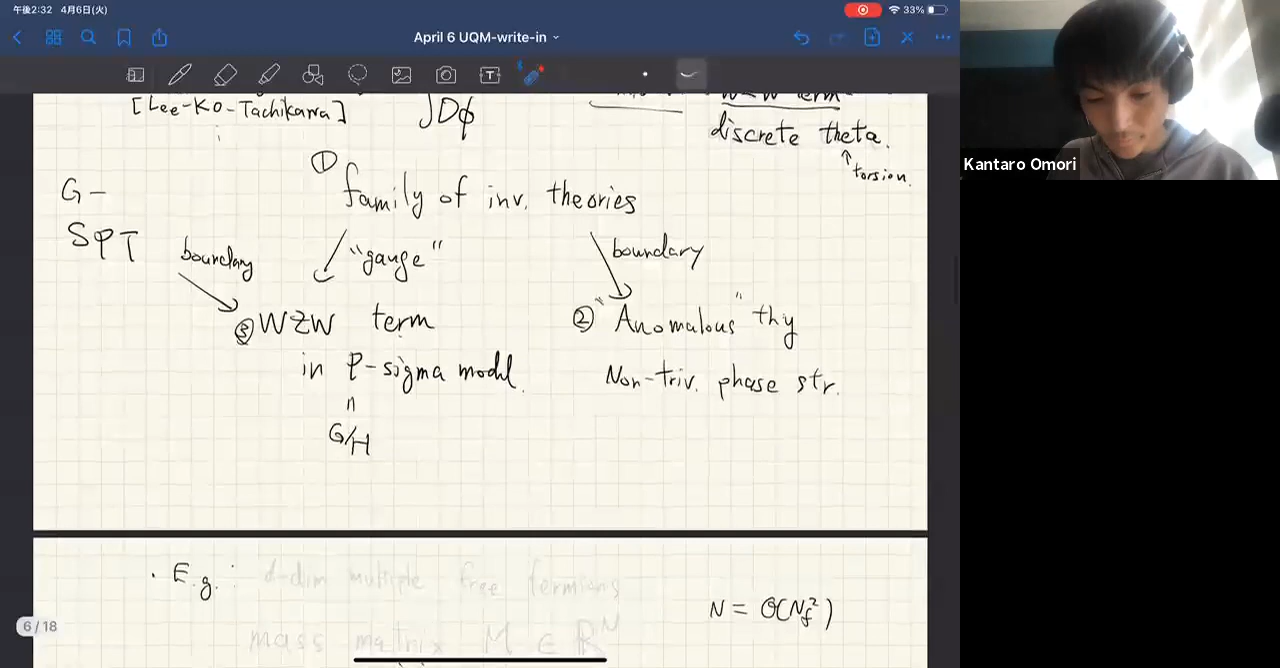 午後2:32 4月6日(火)
33%
April 6 UQM-write-in
[Lee-Ko-Tachikawa]
∫Dφ
WZW term
discrete theta.
↑
torsion.
①
family of inv. theories
G-
SPT
boundary
"gauge"
boundary
③ WZW term
② "Anomalous" thy
in P-sigma model.
Non-triv. phase str.
G/H
· E.g. : d-dim multiple free fermions
N = O(N_f^2)
mass matrix M ∈ R^N
6 / 18
Kantaro Omori